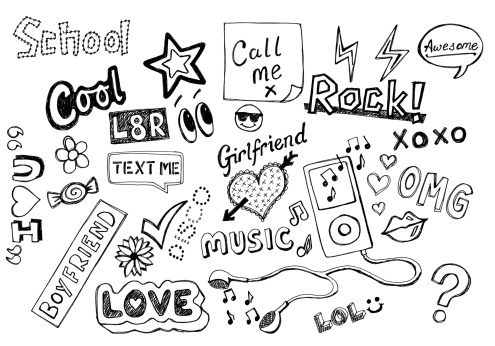 School
Call
me
x
Awesome
Cool
Rock!
L8R
XOXO
Girlfriend
TEXT ME
"I ♡ U"
OMG
BOYFRIEND
MUSIC
LOVE
LOL
?